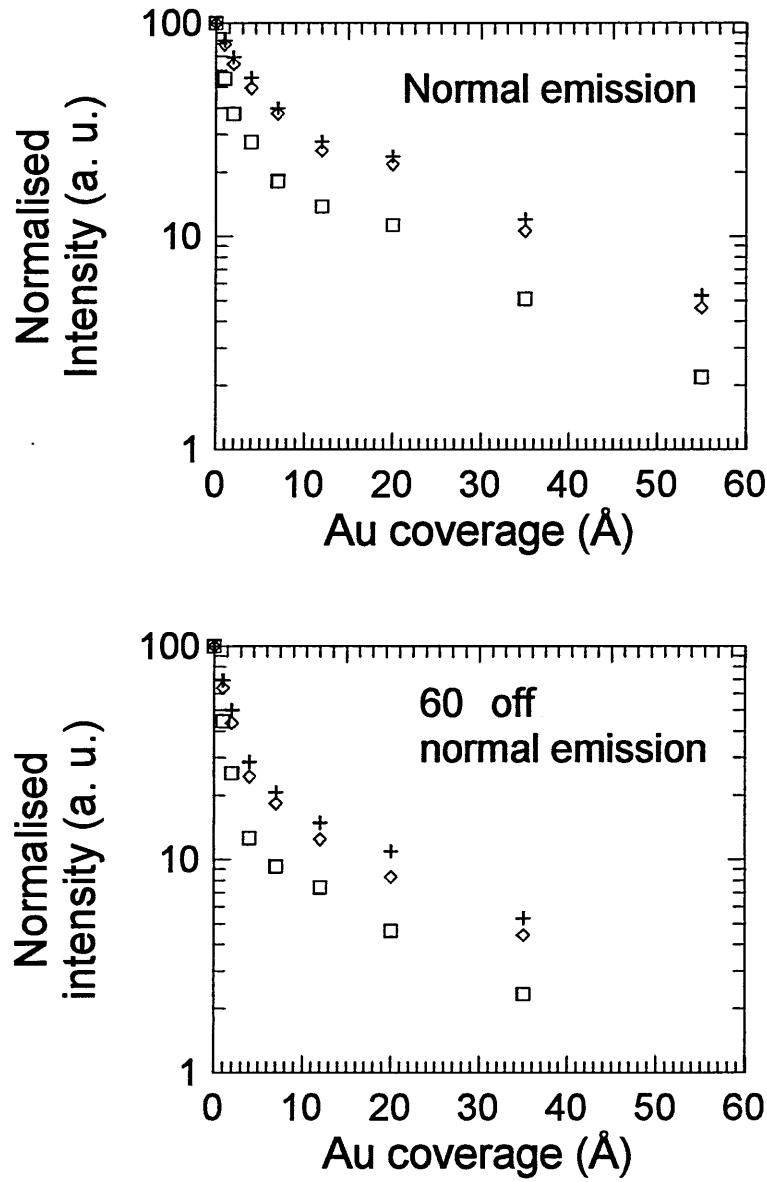 100
10
1
Normalised
Intensity (a. u.)
Normal emission
0 10 20 30 40 50 60
Au coverage (Å)
100
10
1
Normalised
intensity (a. u.)
60 off
normal emission
0 10 20 30 40 50 60
Au coverage (Å)